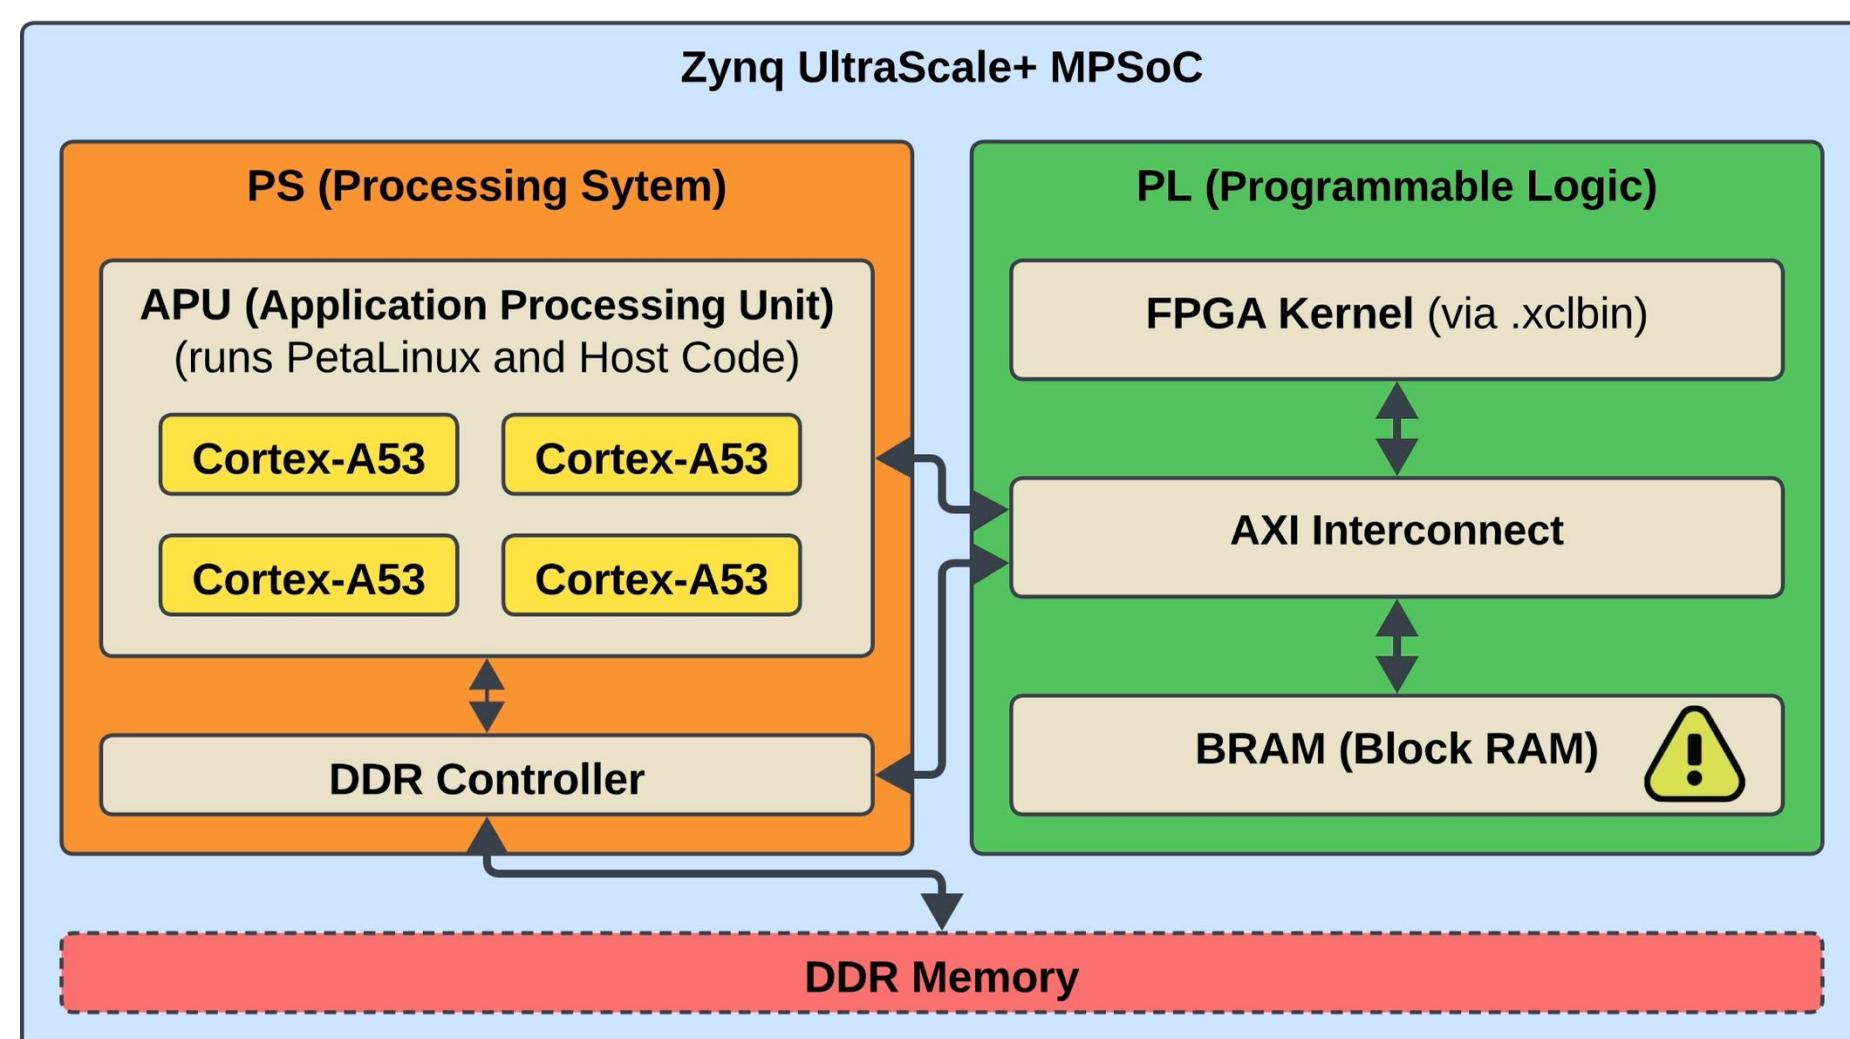 Zynq UltraScale+ MPSoC
PS (Processing Sytem)
APU (Application Processing Unit)
(runs PetaLinux and Host Code)
Cortex-A53 Cortex-A53
Cortex-A53 Cortex-A53
DDR Controller
PL (Programmable Logic)
FPGA Kernel (via .xclbin)
AXI Interconnect
BRAM (Block RAM)
DDR Memory